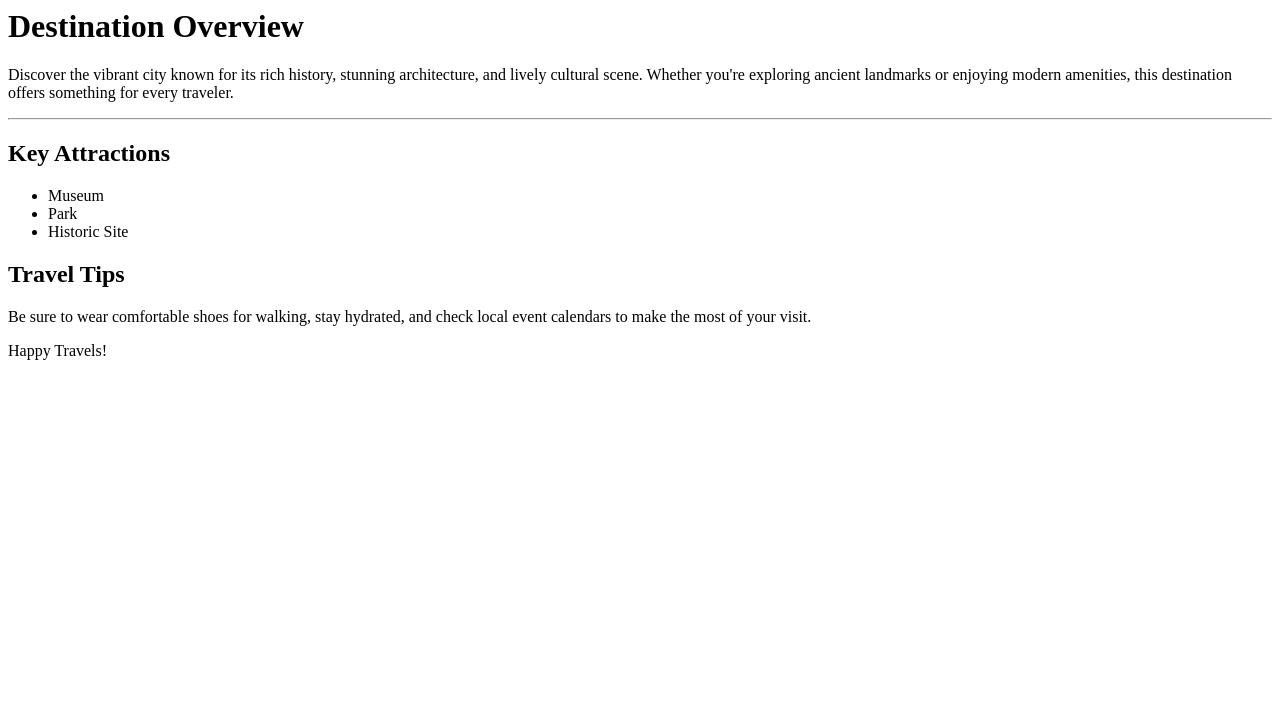 Destination Overview
Discover the vibrant city known for its rich history, stunning architecture, and lively cultural scene. Whether you're exploring ancient landmarks or enjoying modern amenities, this destination
offers something for every traveler.
Key Attractions
Museum
Park
Historic Site
Travel Tips
Be sure to wear comfortable shoes for walking, stay hydrated, and check local event calendars to make the most of your visit.
Happy Travels!